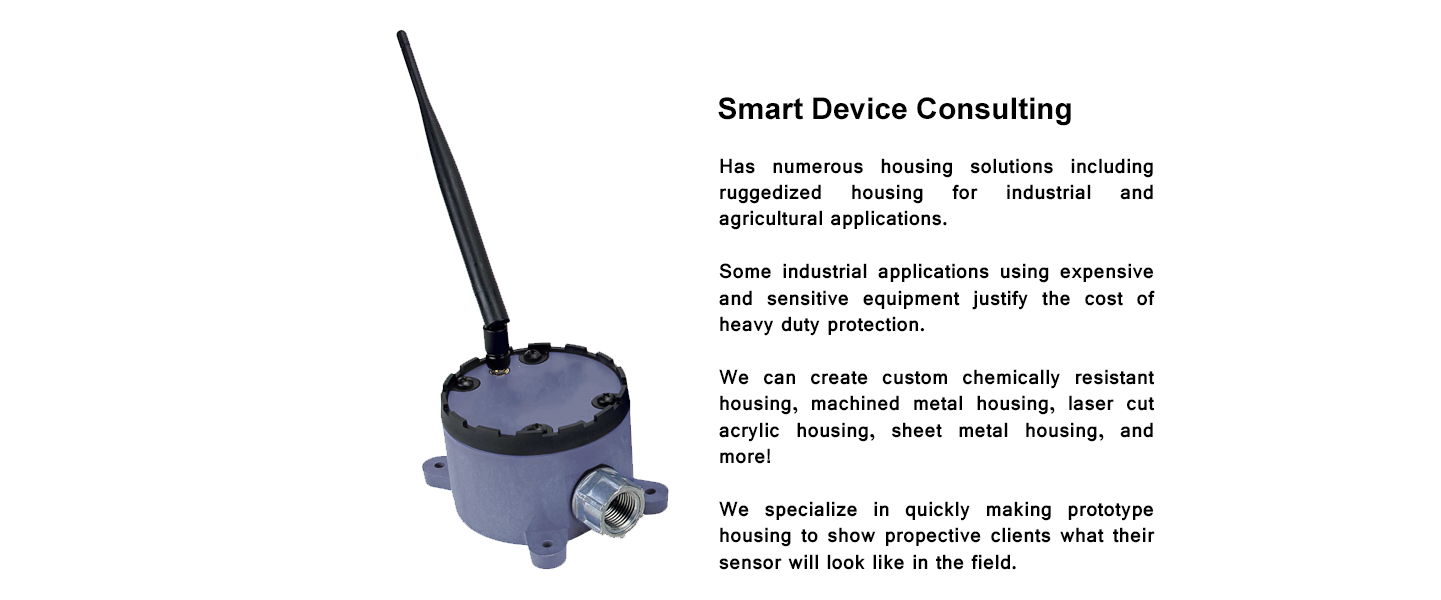 Smart Device Consulting
Has numerous housing solutions including
ruggedized housing for industrial and
agricultural applications.
Some industrial applications using expensive
and sensitive equipment justify the cost of
heavy duty protection.
We can create custom chemically resistant
housing, machined metal housing, laser cut
acrylic housing, sheet metal housing, and
more!
We specialize in quickly making prototype
housing to show propective clients what their
sensor will look like in the field.